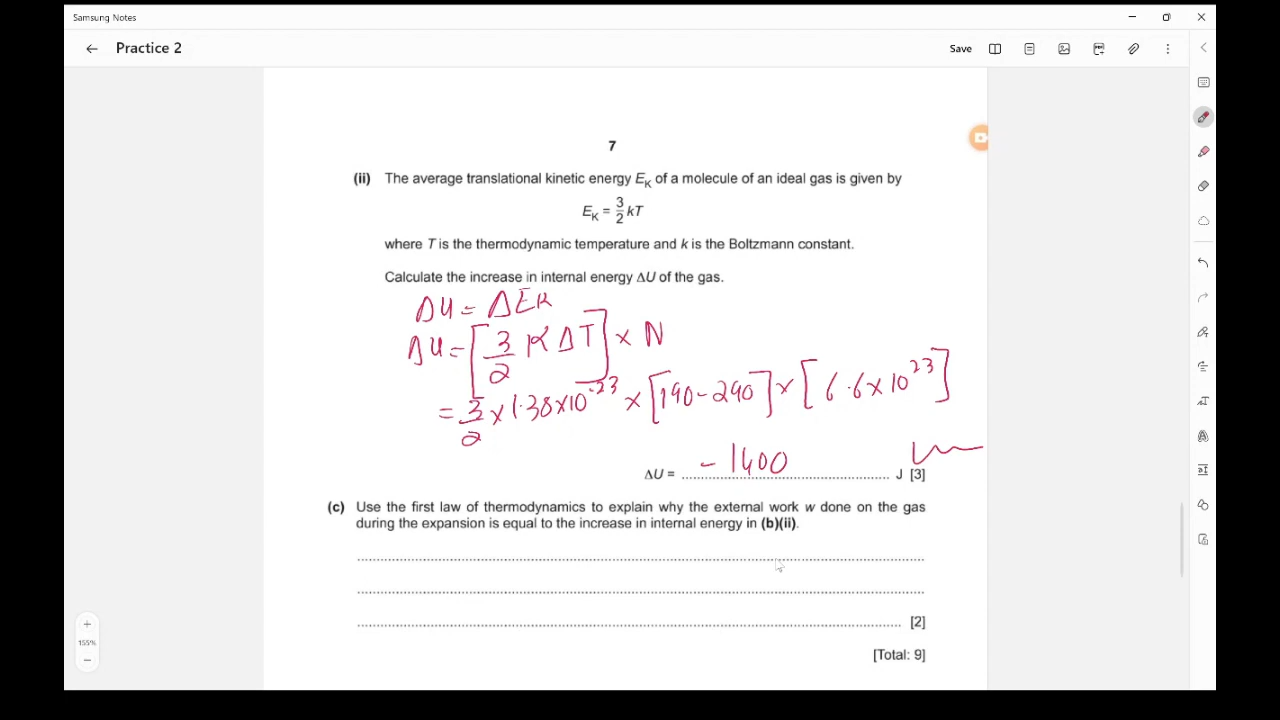 Samsung Notes
Practice 2
Save
7
(ii) The average translational kinetic energy EK of a molecule of an ideal gas is given by
EK = 3/2 kT
where T is the thermodynamic temperature and k is the Boltzmann constant.
Calculate the increase in internal energy ΔU of the gas.
ΔU = ΔEK
ΔU = [3/2 K ΔT] × N
= 3/2 × 1.38×10^-23 × [190-290] × [6.6×10^23]
ΔU = -1400 J [3]
(c) Use the first law of thermodynamics to explain why the external work w done on the gas
during the expansion is equal to the increase in internal energy in (b)(ii).
[2]
[Total: 9]
155%